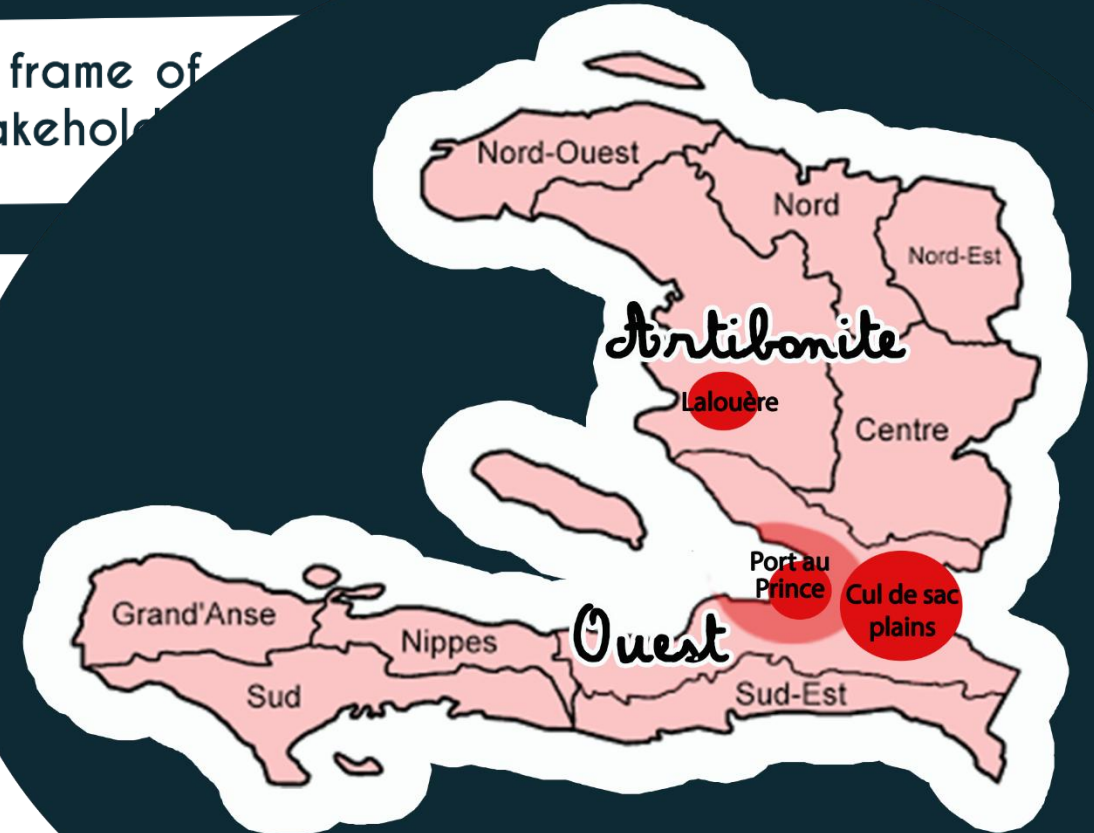 frame of
Nord-Ouest
Nord
Nord-Est
Artibonite
Lalouère
Centre
Port au
Prince
Cul de sac
plains
Grand'Anse
Nippes
Ouest
Sud
Sud-Est